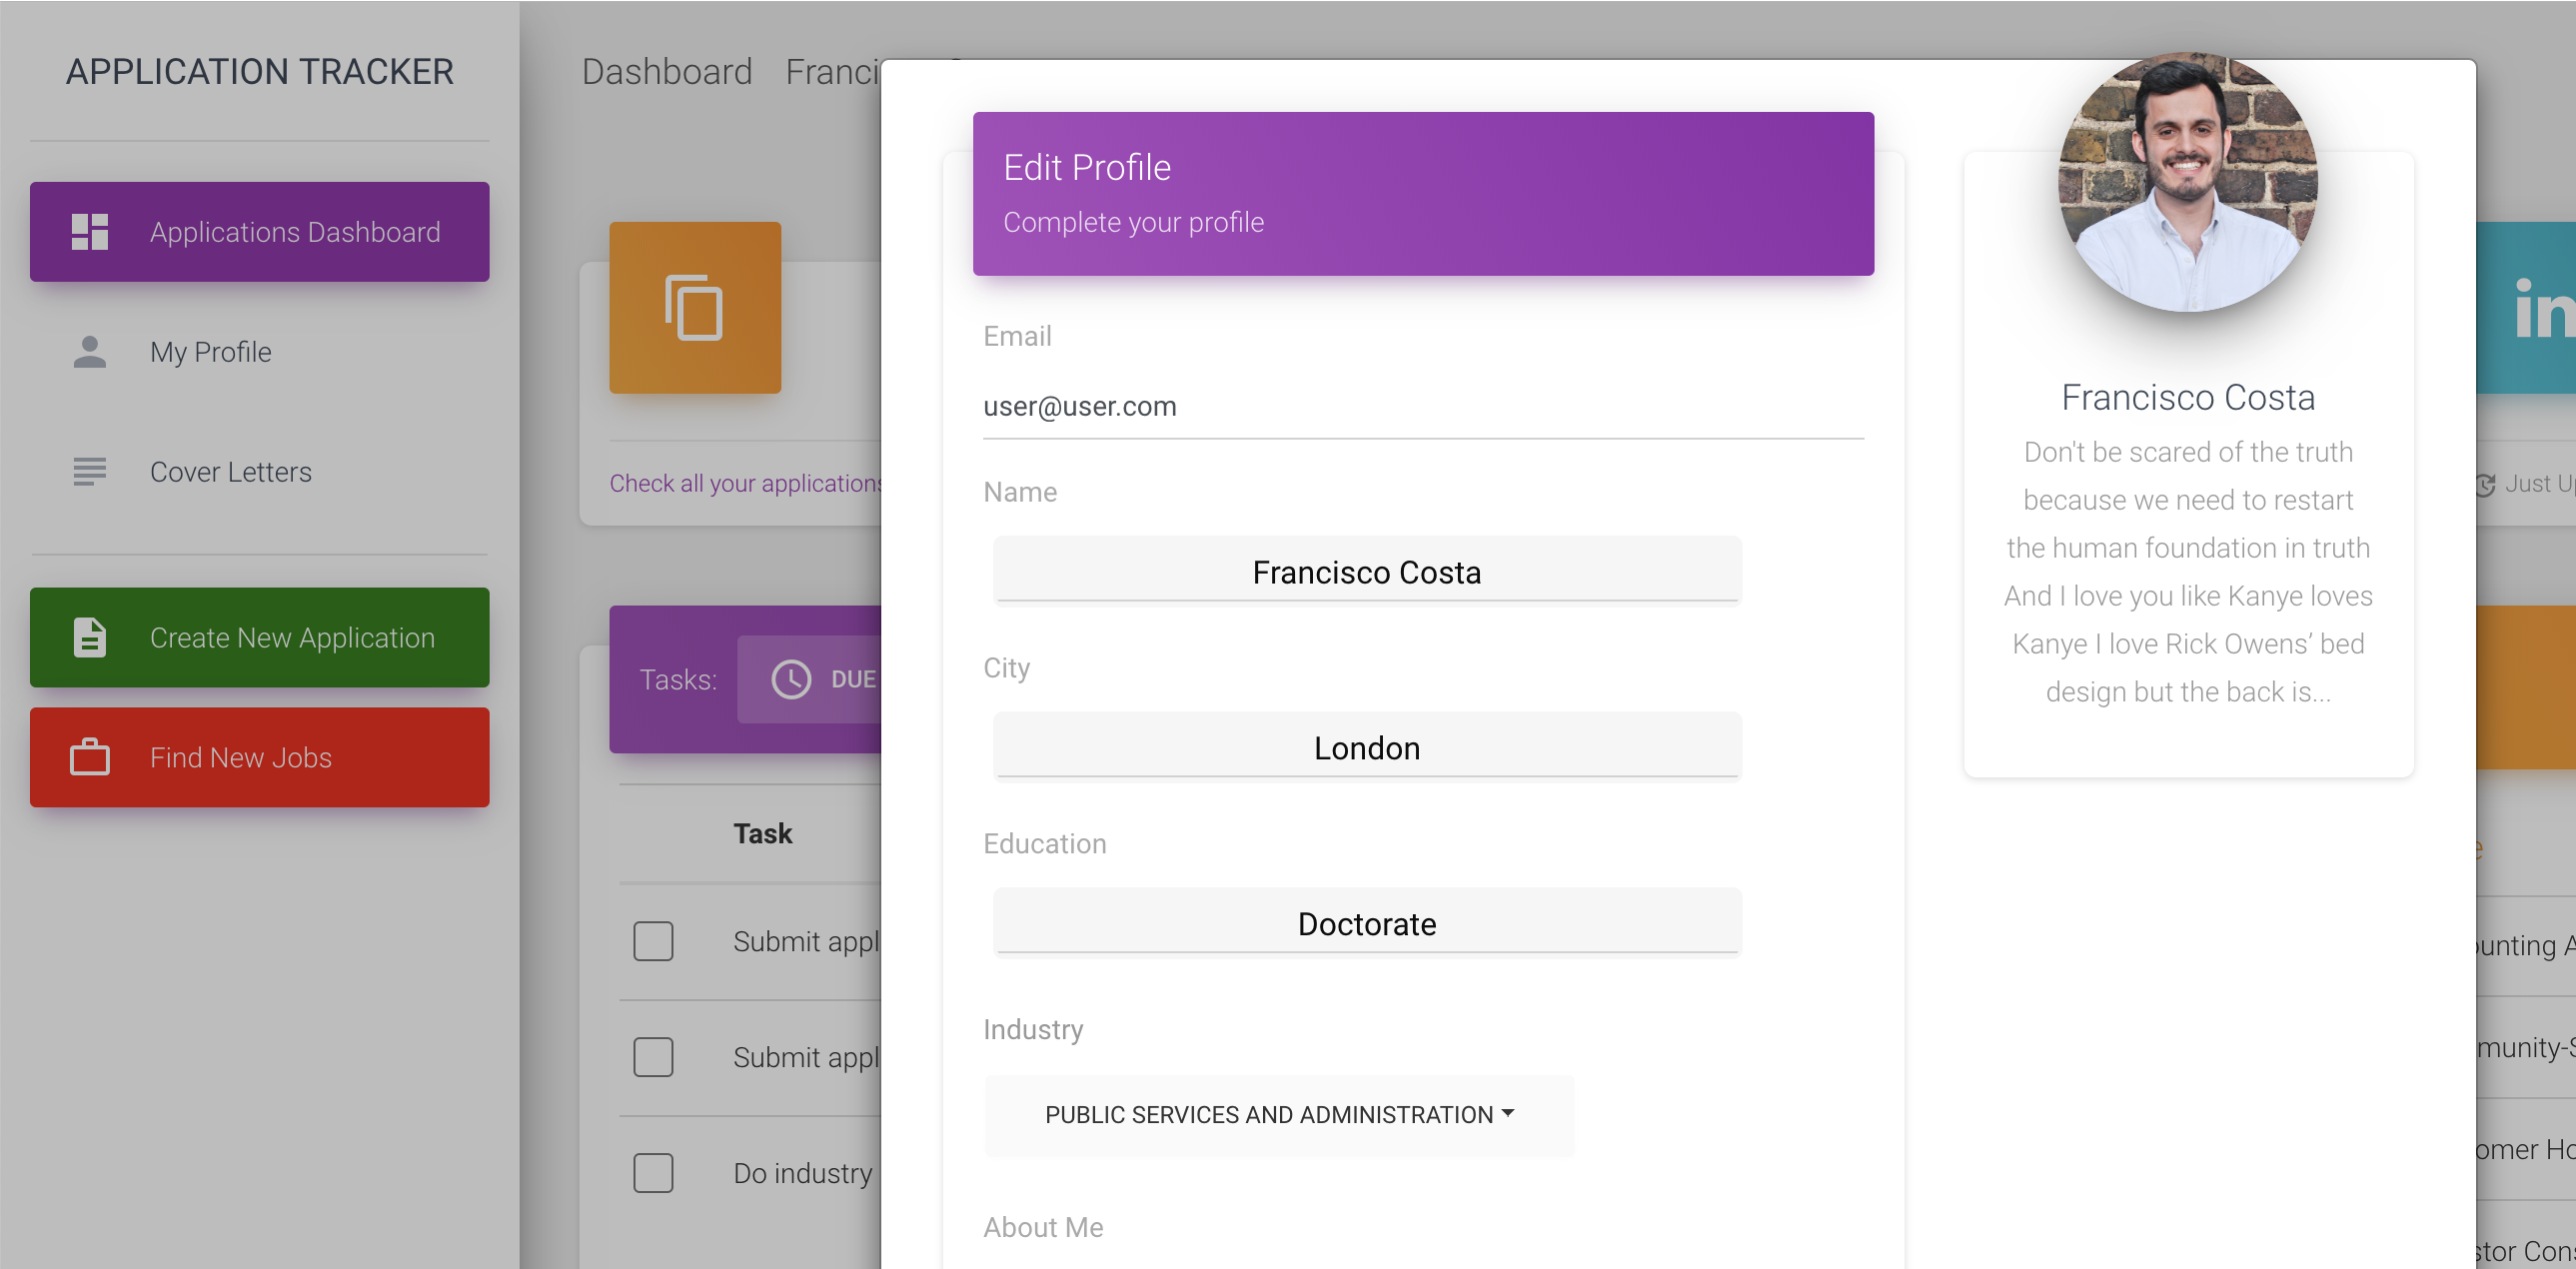 APPLICATION TRACKER
Applications Dashboard
My Profile
Cover Letters
Create New Application
Find New Jobs
Dashboard Franci
Check all your applications
Tasks: DUE
Task
Submit appl
Submit appl
Do industry
Edit Profile
Complete your profile
Email
user@user.com
Name
Francisco Costa
City
London
Education
Doctorate
Industry
PUBLIC SERVICES AND ADMINISTRATION
About Me
Francisco Costa
Don't be scared of the truth
because we need to restart
the human foundation in truth
And I love you like Kanye loves
Kanye I love Rick Owens’ bed
design but the back is...
in
Just U
e
ounting A
munity-S
omer Ho
stor Cons